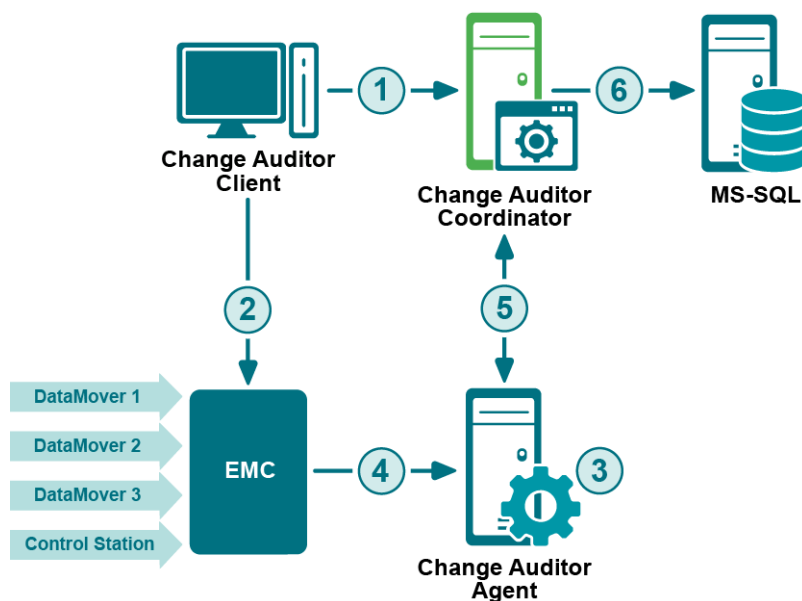 1
6
Change Auditor
Client
Change Auditor
Coordinator
MS-SQL
2
5
DataMover 1
DataMover 2
DataMover 3
Control Station
EMC
4
3
Change Auditor
Agent